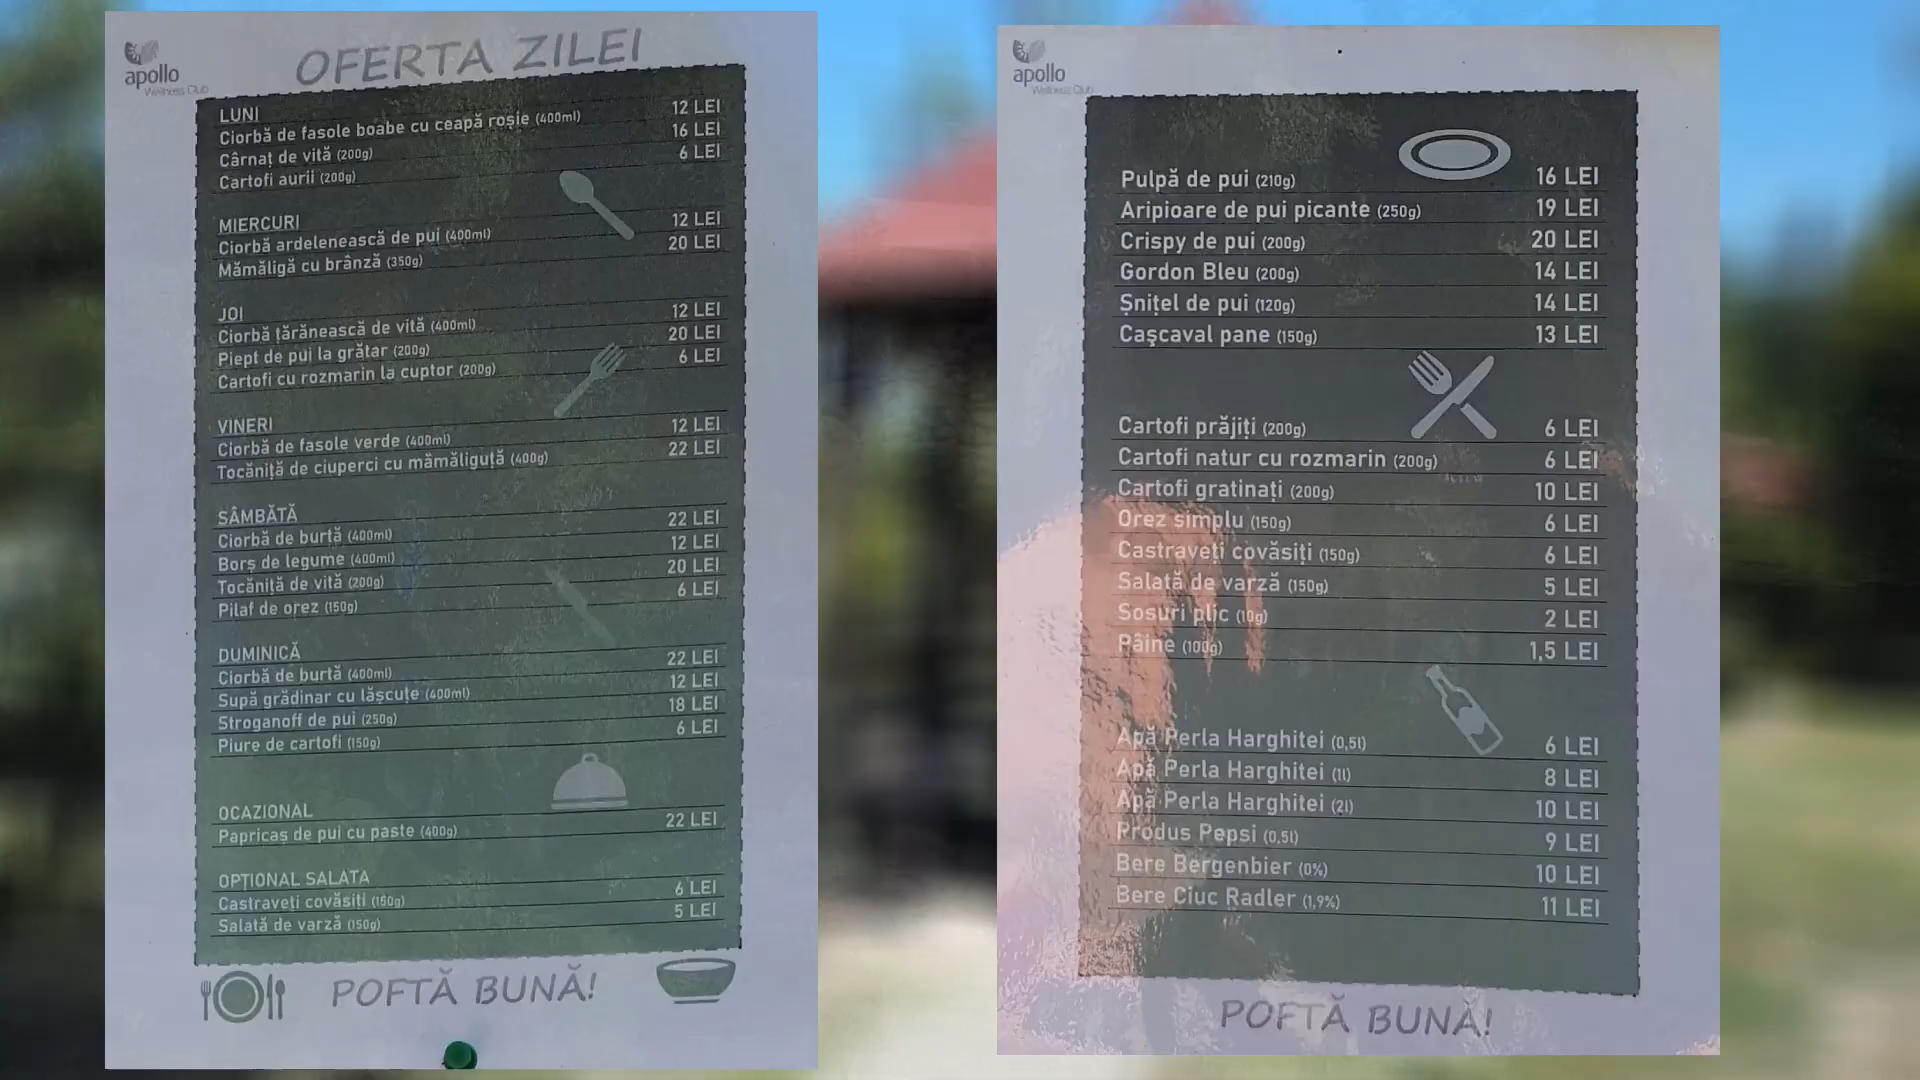 apollo
Wellness Club
OFERTA ZILEI
LUNI
Ciorbă de fasole boabe cu ceapă roșie (400ml) 12 LEI
Cârnaț de vită (200g) 16 LEI
Cartofi aurii (200g) 6 LEI
MIERCURI
Ciorbă ardelenească de pui (400ml) 12 LEI
Mămăligă cu brânză (350g) 20 LEI
JOI
Ciorbă țărănească de vită (400ml) 12 LEI
Piept de pui la grătar (200g) 20 LEI
Cartofi cu rozmarin la cuptor (200g) 6 LEI
VINERI
Ciorbă de fasole verde (400ml) 12 LEI
Tocăniță de ciuperci cu mămăliguță (400g) 22 LEI
SÂMBĂTĂ
Ciorbă de burtă (400ml) 22 LEI
Borș de legume (400ml) 12 LEI
Tocăniță de vită (200g) 20 LEI
Pilaf de orez (150g) 6 LEI
DUMINICĂ
Ciorbă de burtă (400ml) 22 LEI
Supă grădinar cu lășcuțe (400ml) 12 LEI
Stroganoff de pui (250g) 18 LEI
Piure de cartofi (150g) 6 LEI
OCAZIONAL
Papricaș de pui cu paste (400g) 22 LEI
OPȚIONAL SALATA
Castraveți covăsiți (150g) 6 LEI
Salată de varză (150g) 5 LEI
POFTĂ BUNĂ!
apollo
Wellness Club
Pulpă de pui (210g) 16 LEI
Aripioare de pui picante (250g) 19 LEI
Crispy de pui (200g) 20 LEI
Gordon Bleu (200g) 14 LEI
Șnițel de pui (120g) 14 LEI
Cașcaval pane (150g) 13 LEI
Cartofi prăjiți (200g) 6 LEI
Cartofi natur cu rozmarin (200g) 6 LEI
Cartofi gratinați (200g) 10 LEI
Orez simplu (150g) 6 LEI
Castraveți covăsiți (150g) 6 LEI
Salată de varză (150g) 5 LEI
Sosuri plic (10g) 2 LEI
Pâine (100g) 1,5 LEI
Apă Perla Harghitei (0,5l) 6 LEI
Apă Perla Harghitei (1l) 8 LEI
Apă Perla Harghitei (2l) 10 LEI
Produs Pepsi (0,5l) 9 LEI
Bere Bergenbier (0%) 10 LEI
Bere Ciuc Radler (1,9%) 11 LEI
POFTĂ BUNĂ!